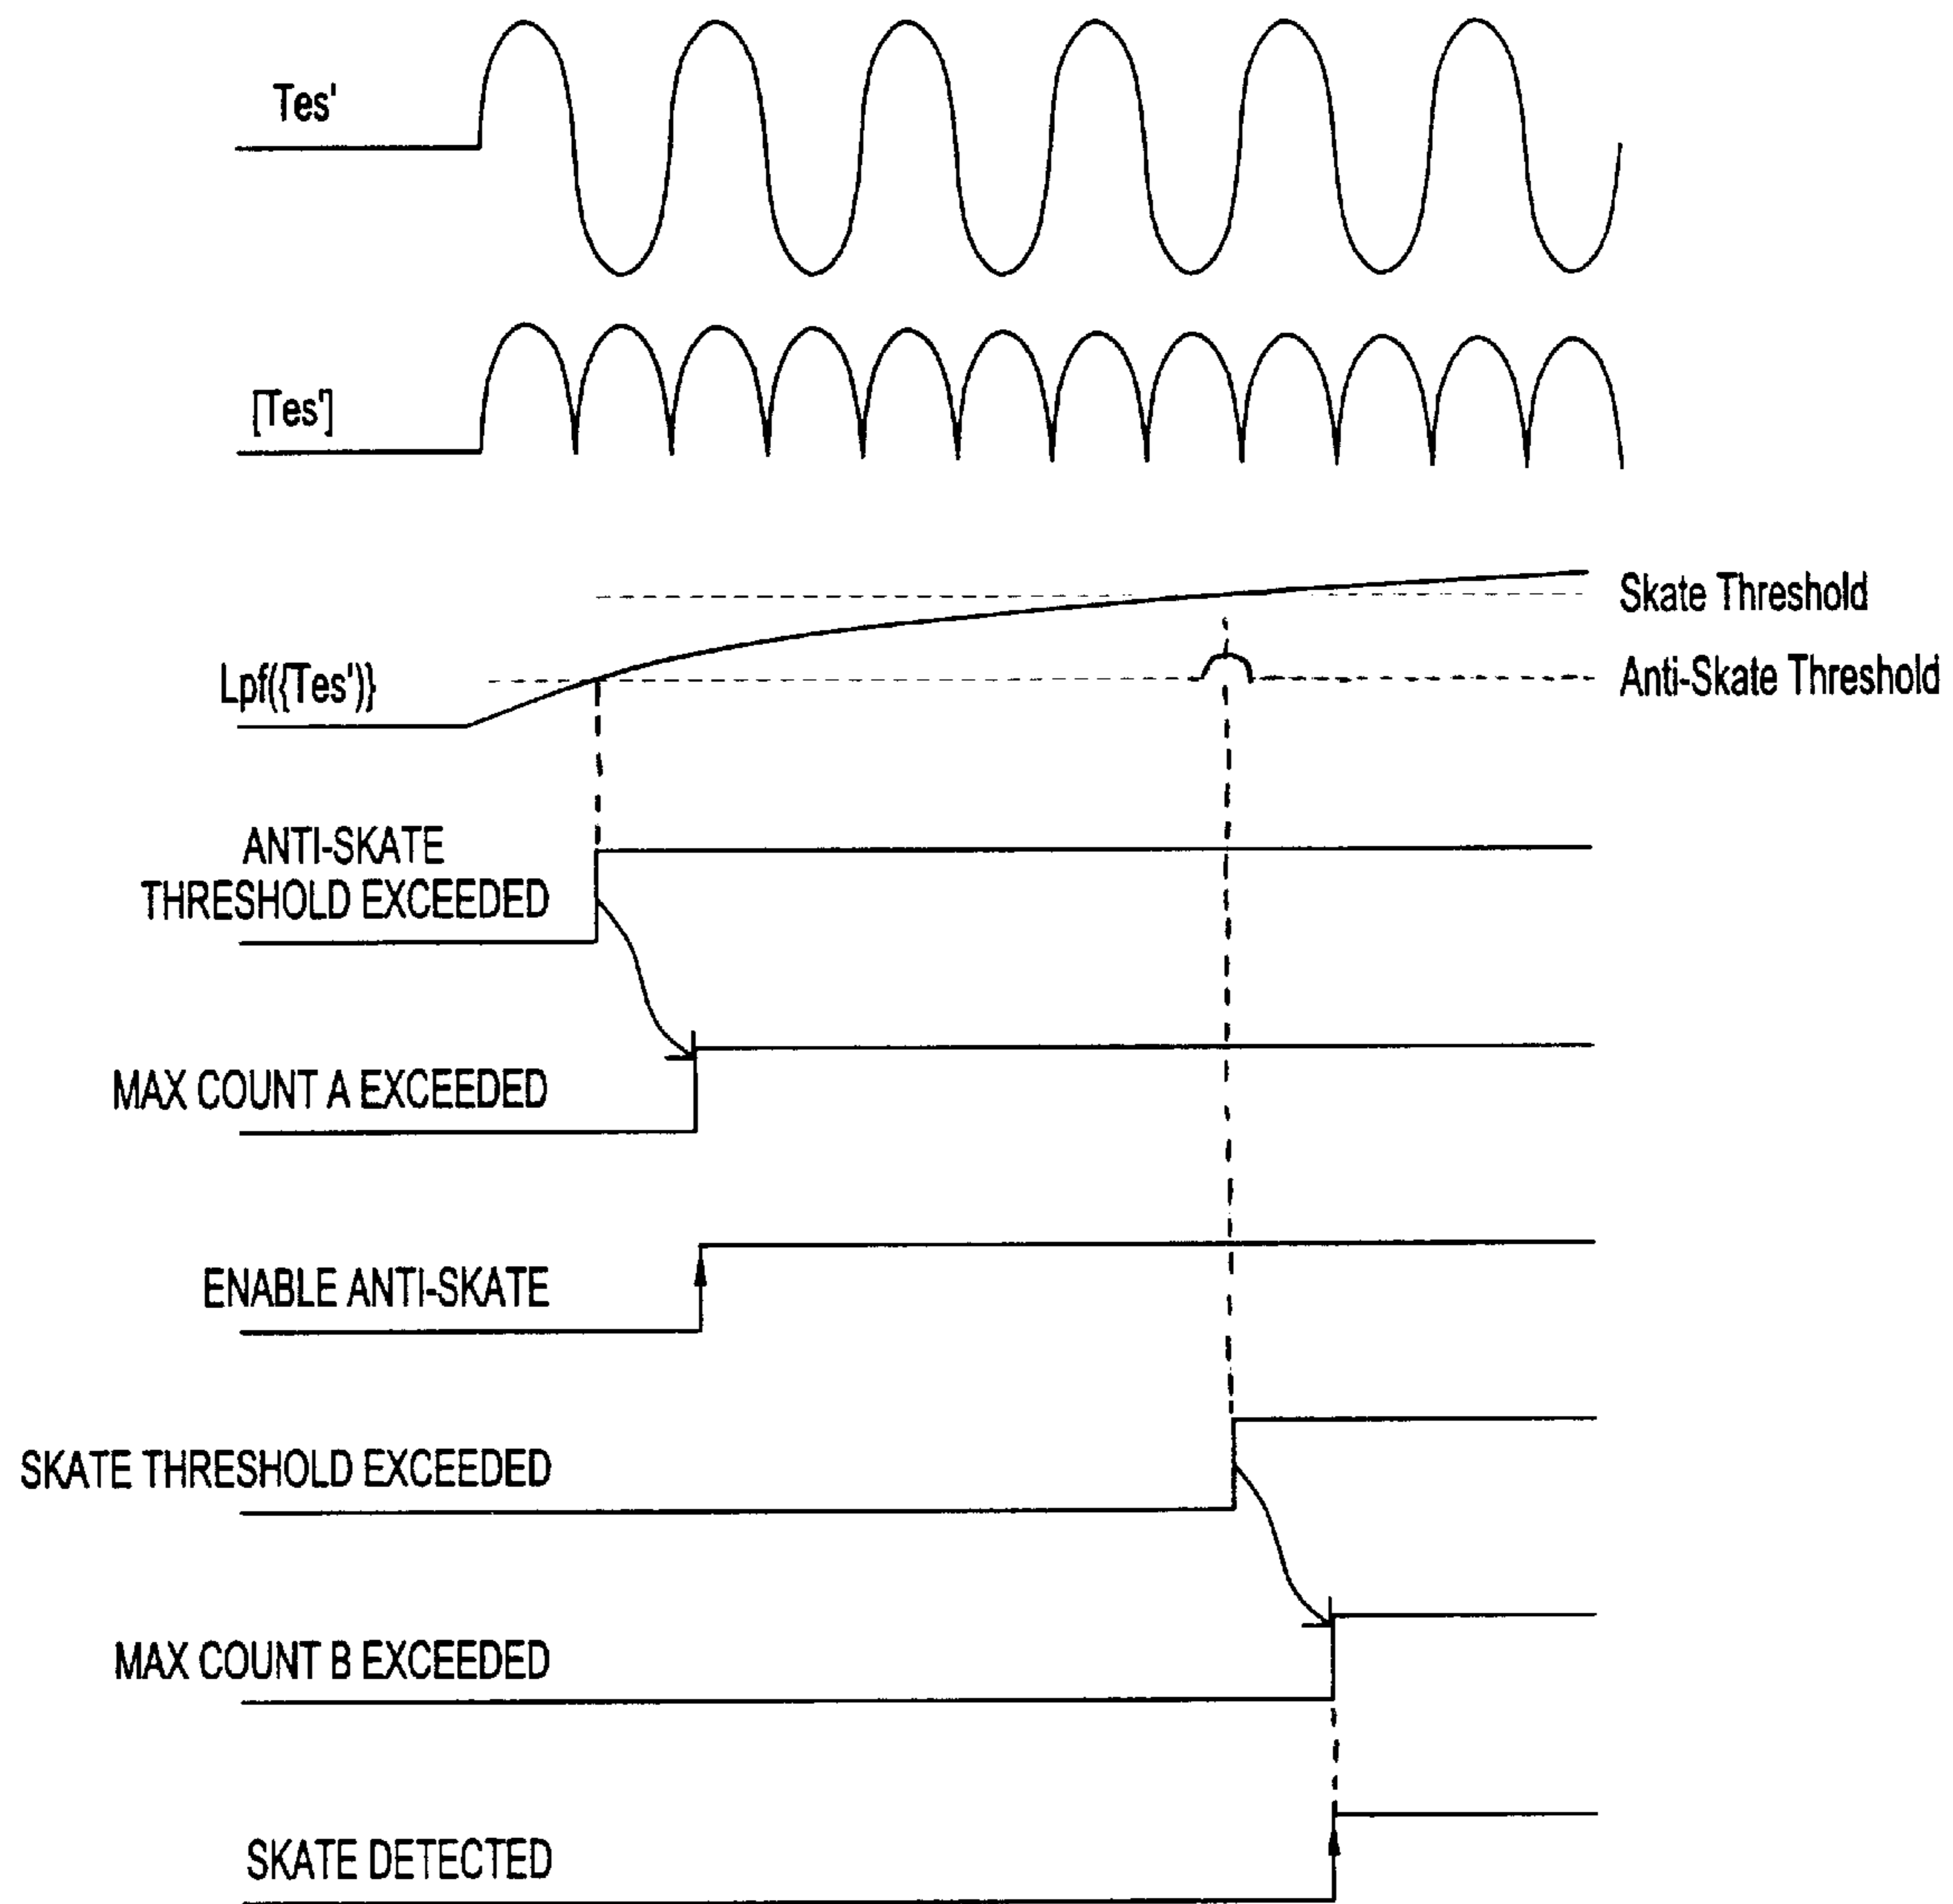 Tes'
[Tes']
Skate Threshold
Lpf({Tes')}
Anti-Skate Threshold
ANTI-SKATE
THRESHOLD EXCEEDED
MAX COUNT A EXCEEDED
ENABLE ANTI-SKATE
SKATE THRESHOLD EXCEEDED
MAX COUNT B EXCEEDED
SKATE DETECTED